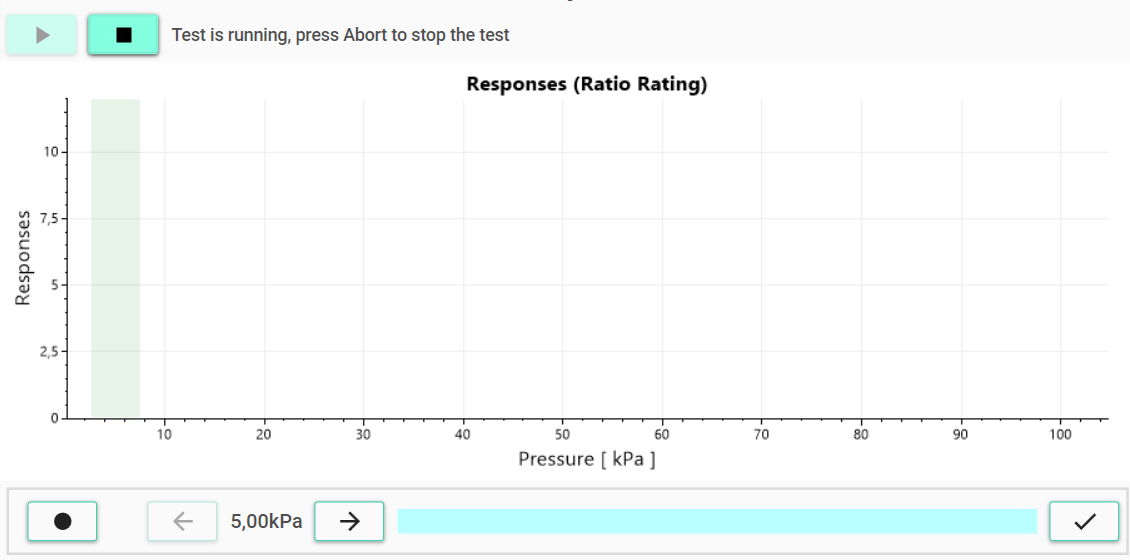 Test is running, press Abort to stop the test
Responses (Ratio Rating)
Responses
10
7,5
5
2,5
0
10 20 30 40 50 60 70 80 90 100
Pressure [ kPa ]
5,00kPa